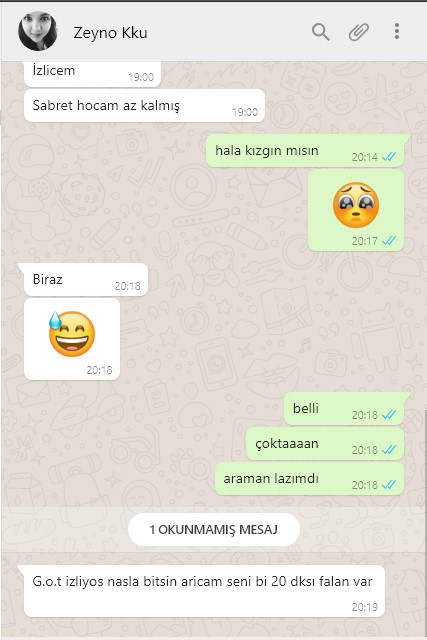 Zeyno Kku
İzlicem
19:00
Sabret hocam az kalmış
19:00
hala kızgın mısın
20:14
20:17
Biraz
20:18
20:18
belli
20:18
çoktaaaan
20:18
araman lazımdı
20:18
1 OKUNMAMIŞ MESAJ
G.o.t izliyos nasla bitsin aricam seni bi 20 dksı falan var
20:19